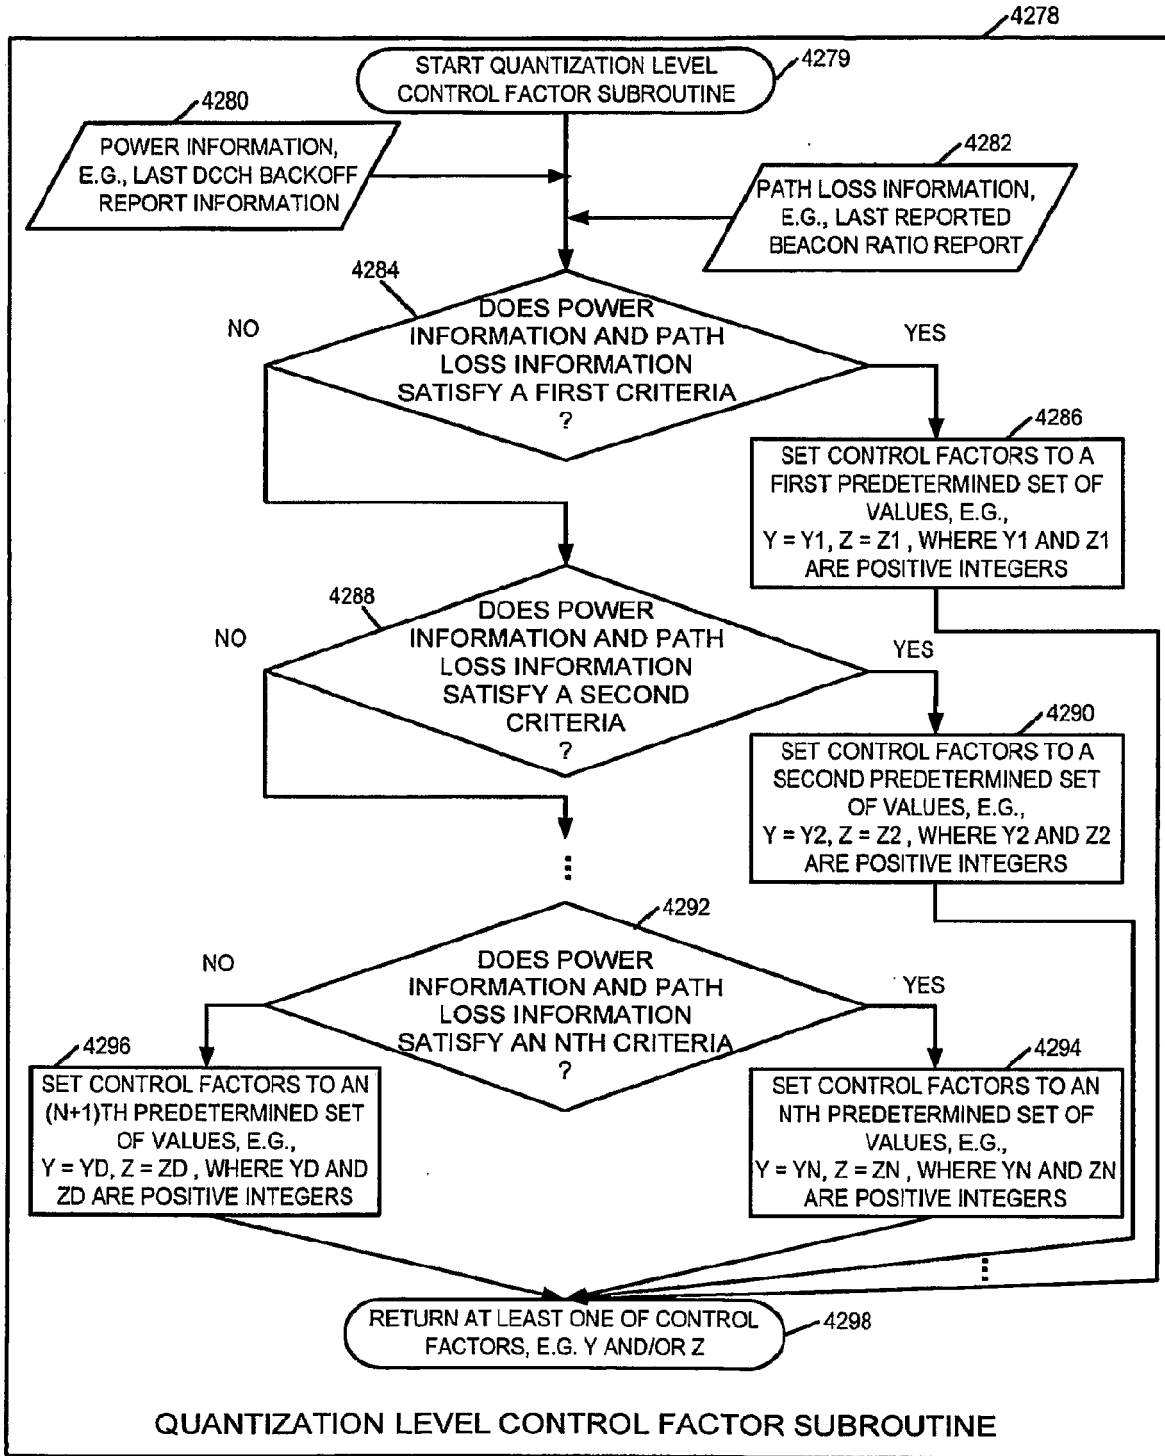 4278
START QUANTIZATION LEVEL
CONTROL FACTOR SUBROUTINE
4279
4280
POWER INFORMATION,
E.G., LAST DCCH BACKOFF
REPORT INFORMATION
4282
PATH LOSS INFORMATION,
E.G., LAST REPORTED
BEACON RATIO REPORT
4284
NO
DOES POWER
INFORMATION AND PATH
LOSS INFORMATION
SATISFY A FIRST CRITERIA
?
YES
4286
SET CONTROL FACTORS TO A
FIRST PREDETERMINED SET OF
VALUES, E.G.,
Y = Y1, Z = Z1 , WHERE Y1 AND Z1
ARE POSITIVE INTEGERS
4288
NO
DOES POWER
INFORMATION AND PATH
LOSS INFORMATION
SATISFY A SECOND
CRITERIA
?
YES
4290
SET CONTROL FACTORS TO A
SECOND PREDETERMINED SET
OF VALUES, E.G.,
Y = Y2, Z = Z2 , WHERE Y2 AND Z2
ARE POSITIVE INTEGERS
4292
NO
DOES POWER
INFORMATION AND PATH
LOSS INFORMATION
SATISFY AN NTH CRITERIA
?
YES
4296
SET CONTROL FACTORS TO AN
(N+1)TH PREDETERMINED SET
OF VALUES, E.G.,
Y = YD, Z = ZD , WHERE YD AND
ZD ARE POSITIVE INTEGERS
4294
SET CONTROL FACTORS TO AN
NTH PREDETERMINED SET OF
VALUES, E.G.,
Y = YN, Z = ZN , WHERE YN AND ZN
ARE POSITIVE INTEGERS
RETURN AT LEAST ONE OF CONTROL
FACTORS, E.G. Y AND/OR Z
4298
QUANTIZATION LEVEL CONTROL FACTOR SUBROUTINE